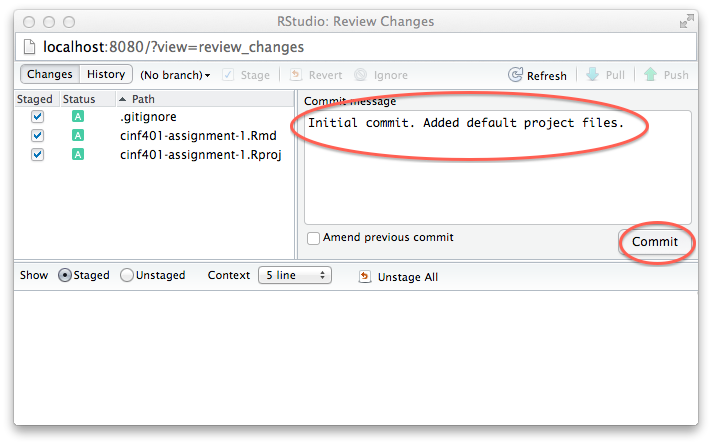 RStudio: Review Changes
localhost:8080/?view=review_changes
Changes History (No branch) Stage Revert Ignore Refresh Pull Push
Staged Status Path
A .gitignore
A cinf401-assignment-1.Rmd
A cinf401-assignment-1.Rproj
Commit message
Initial commit. Added default project files.
Amend previous commit
Commit
Show Staged Unstaged Context 5 line Unstage All